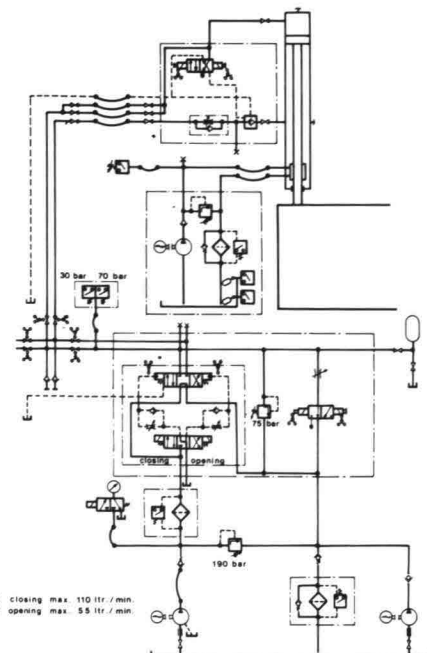 30 bar 70 bar
75 bar
closing opening
190 bar
closing max. 110 ltr./min.
opening max. 55 ltr./min.